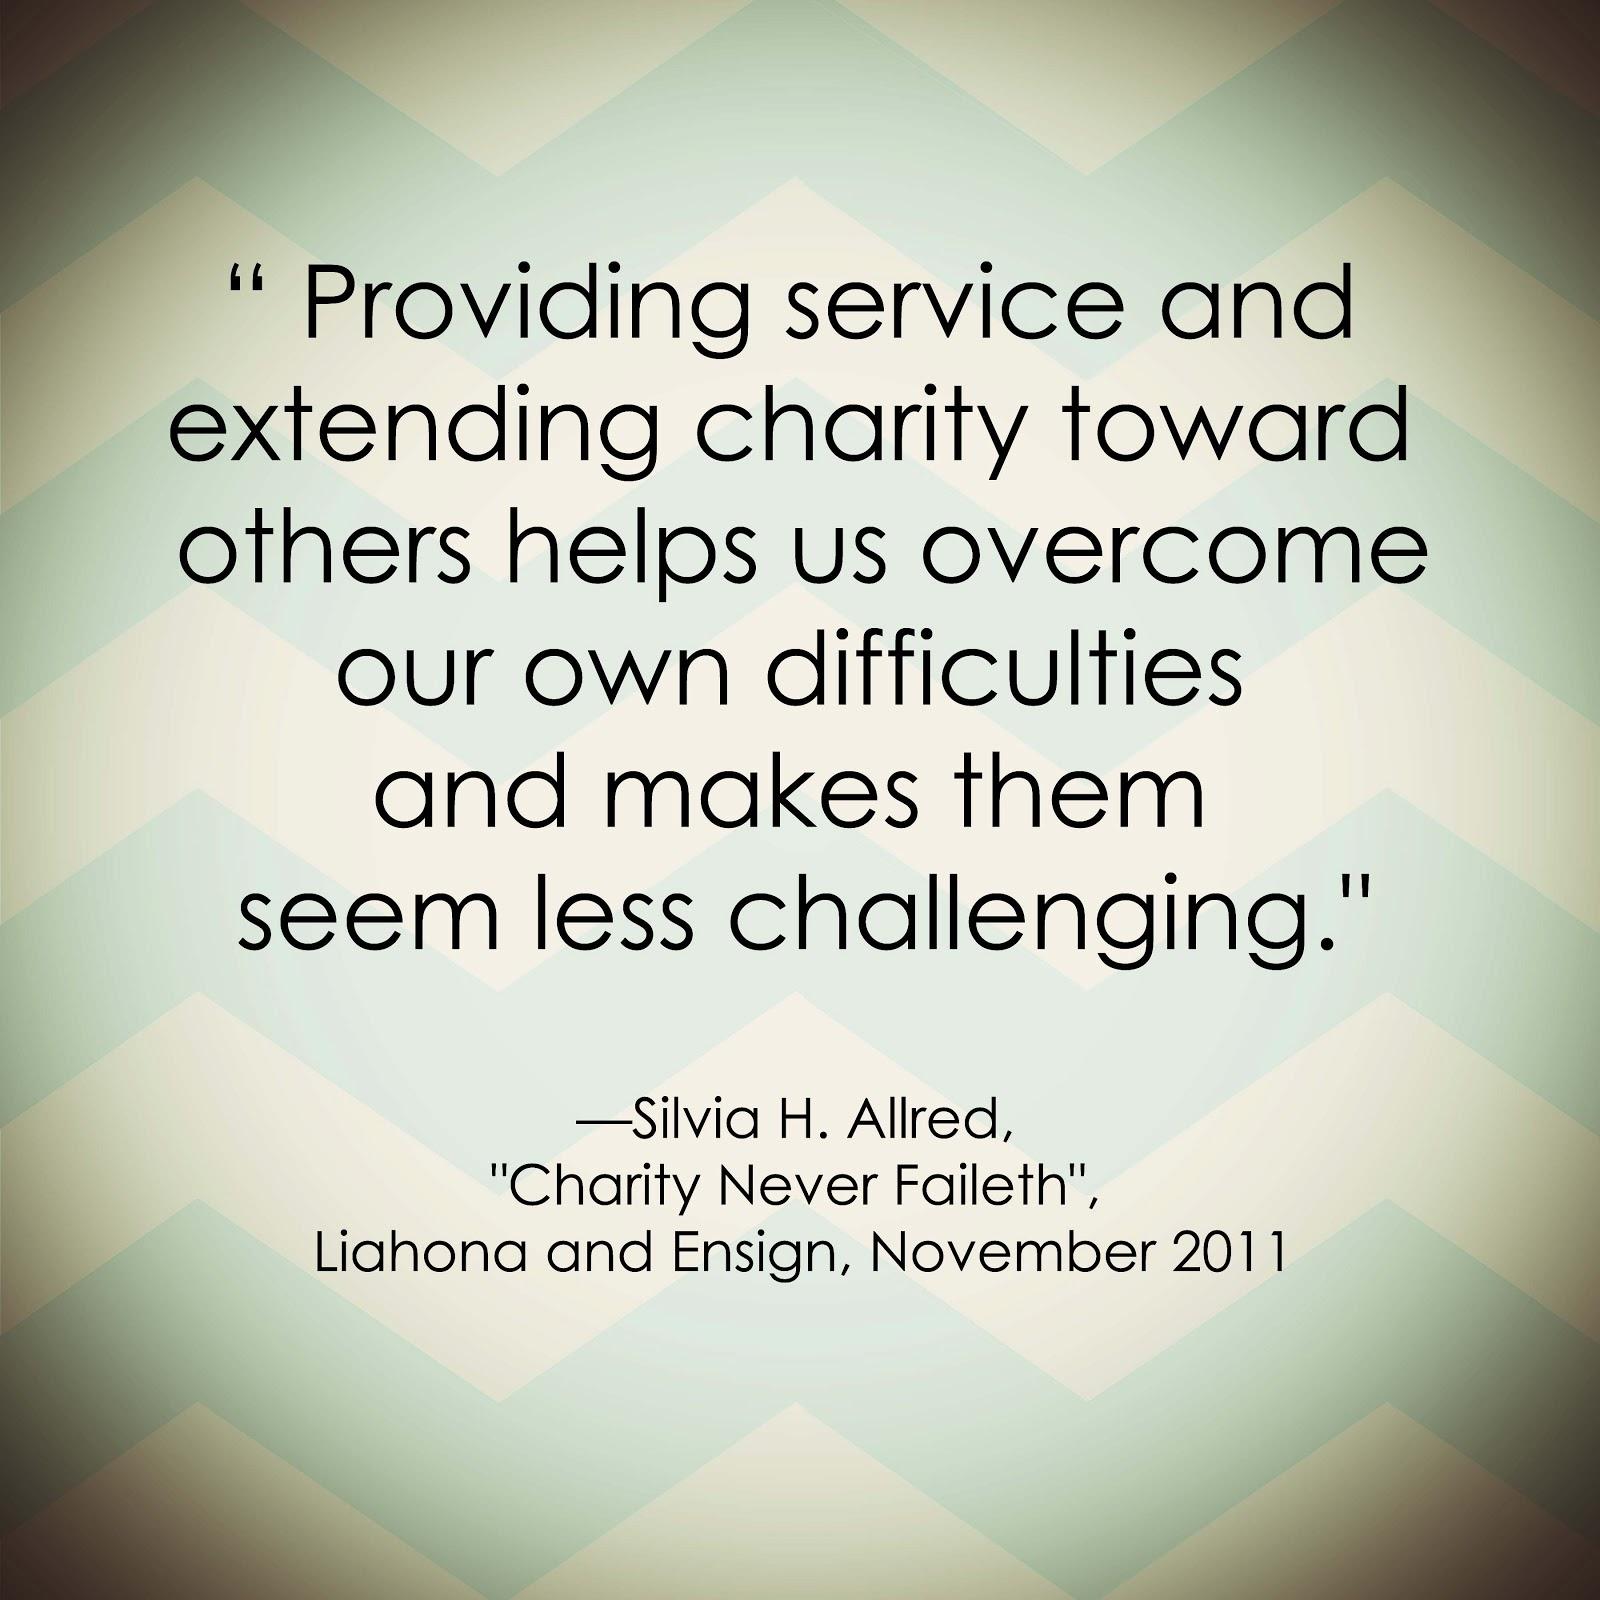 “ Providing service and
extending charity toward
others helps us overcome
our own difficulties
and makes them
seem less challenging."
—Silvia H. Allred,
"Charity Never Faileth",
Liahona and Ensign, November 2011